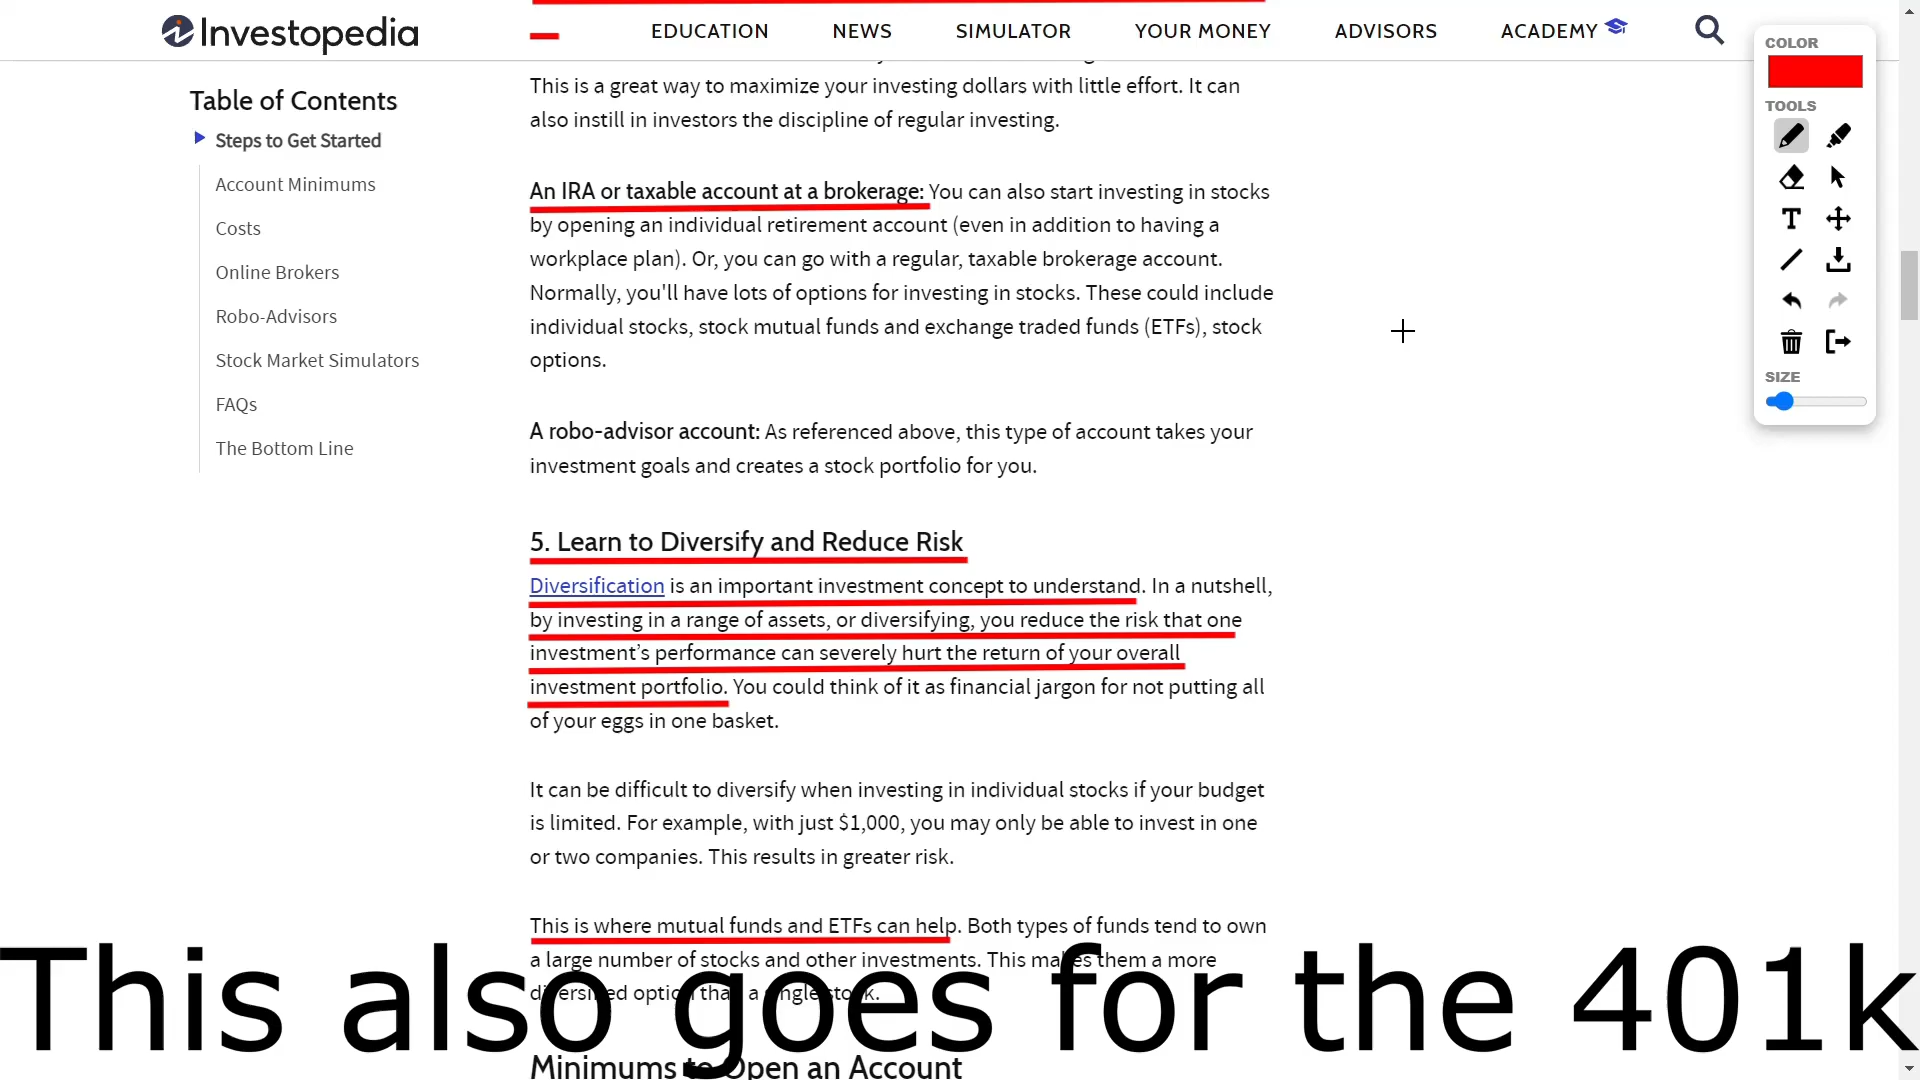 Investopedia
EDUCATION NEWS SIMULATOR YOUR MONEY ADVISORS ACADEMY
COLOR
TOOLS
T
SIZE
Table of Contents
Steps to Get Started
Account Minimums
Costs
Online Brokers
Robo-Advisors
Stock Market Simulators
FAQs
The Bottom Line
This is a great way to maximize your investing dollars with little effort. It can
also instill in investors the discipline of regular investing.
An IRA or taxable account at a brokerage: You can also start investing in stocks
by opening an individual retirement account (even in addition to having a
workplace plan). Or, you can go with a regular, taxable brokerage account.
Normally, you'll have lots of options for investing in stocks. These could include
individual stocks, stock mutual funds and exchange traded funds (ETFs), stock
options.
A robo-advisor account: As referenced above, this type of account takes your
investment goals and creates a stock portfolio for you.
5. Learn to Diversify and Reduce Risk
Diversification is an important investment concept to understand. In a nutshell,
by investing in a range of assets, or diversifying, you reduce the risk that one
investment’s performance can severely hurt the return of your overall
investment portfolio. You could think of it as financial jargon for not putting all
of your eggs in one basket.
It can be difficult to diversify when investing in individual stocks if your budget
is limited. For example, with just $1,000, you may only be able to invest in one
or two companies. This results in greater risk.
This is where mutual funds and ETFs can help. Both types of funds tend to own
a large number of stocks and other investments. This makes them a more
diversified option than a single stock.
Minimums to Open an Account
This also goes for the 401k